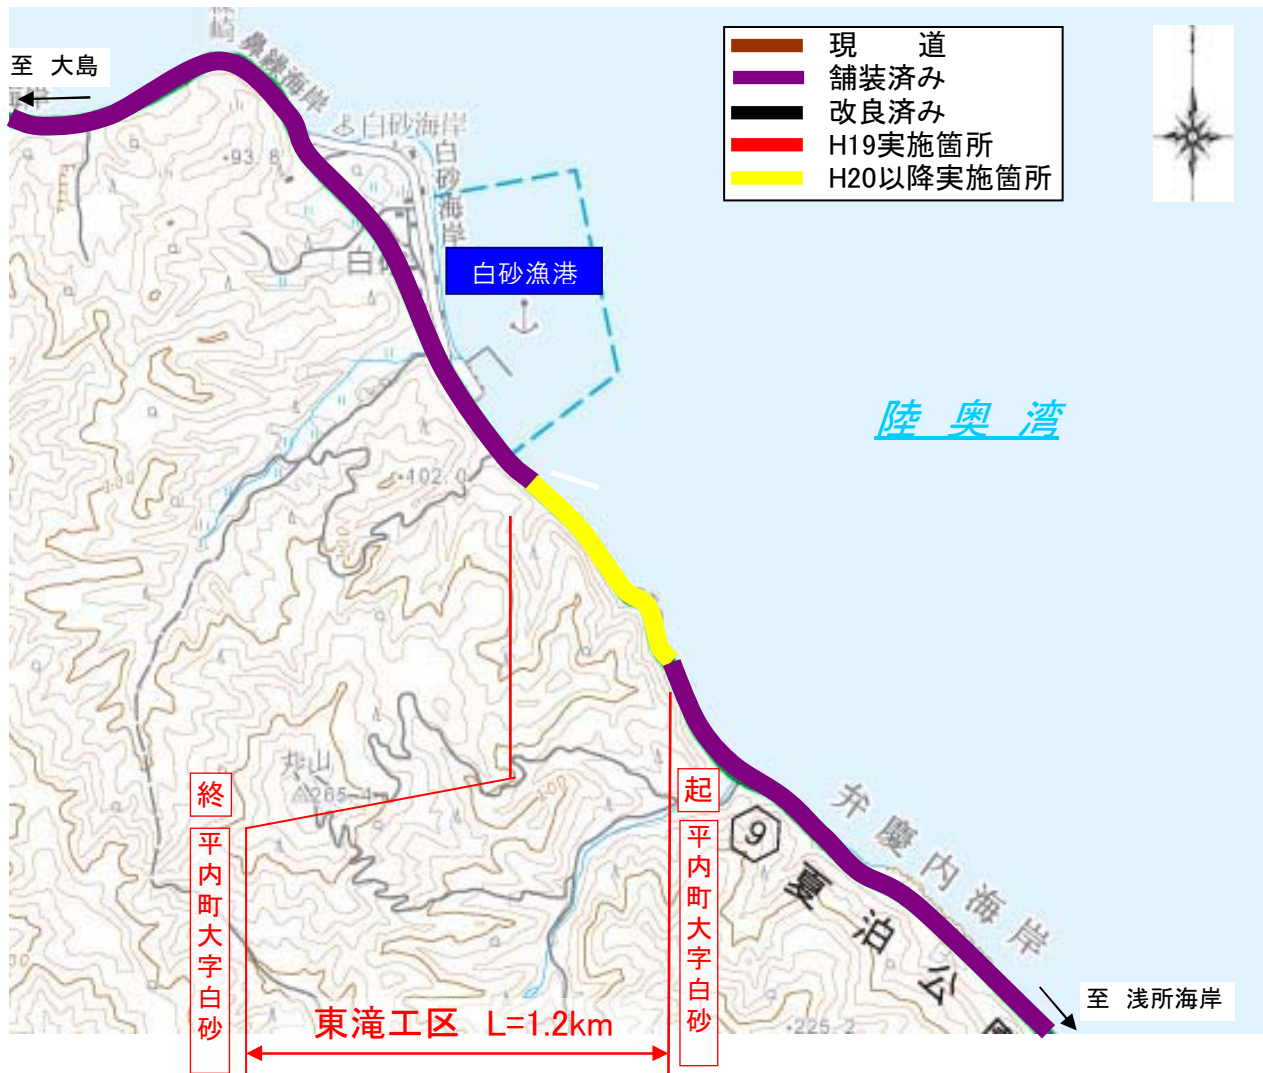 至 大島
鼻繰海岸
白砂海岸
白砂海岸
93.8
現 道
舗装済み
改良済み
H19実施箇所
H20以降実施箇所
白砂漁港
陸奥湾
402.0
丸山
265.4
終
平内町大字白砂
起
平内町大字白砂
東滝工区 L=1.2km
9
夏泊公
弁慶内海岸
225.2
至 浅所海岸